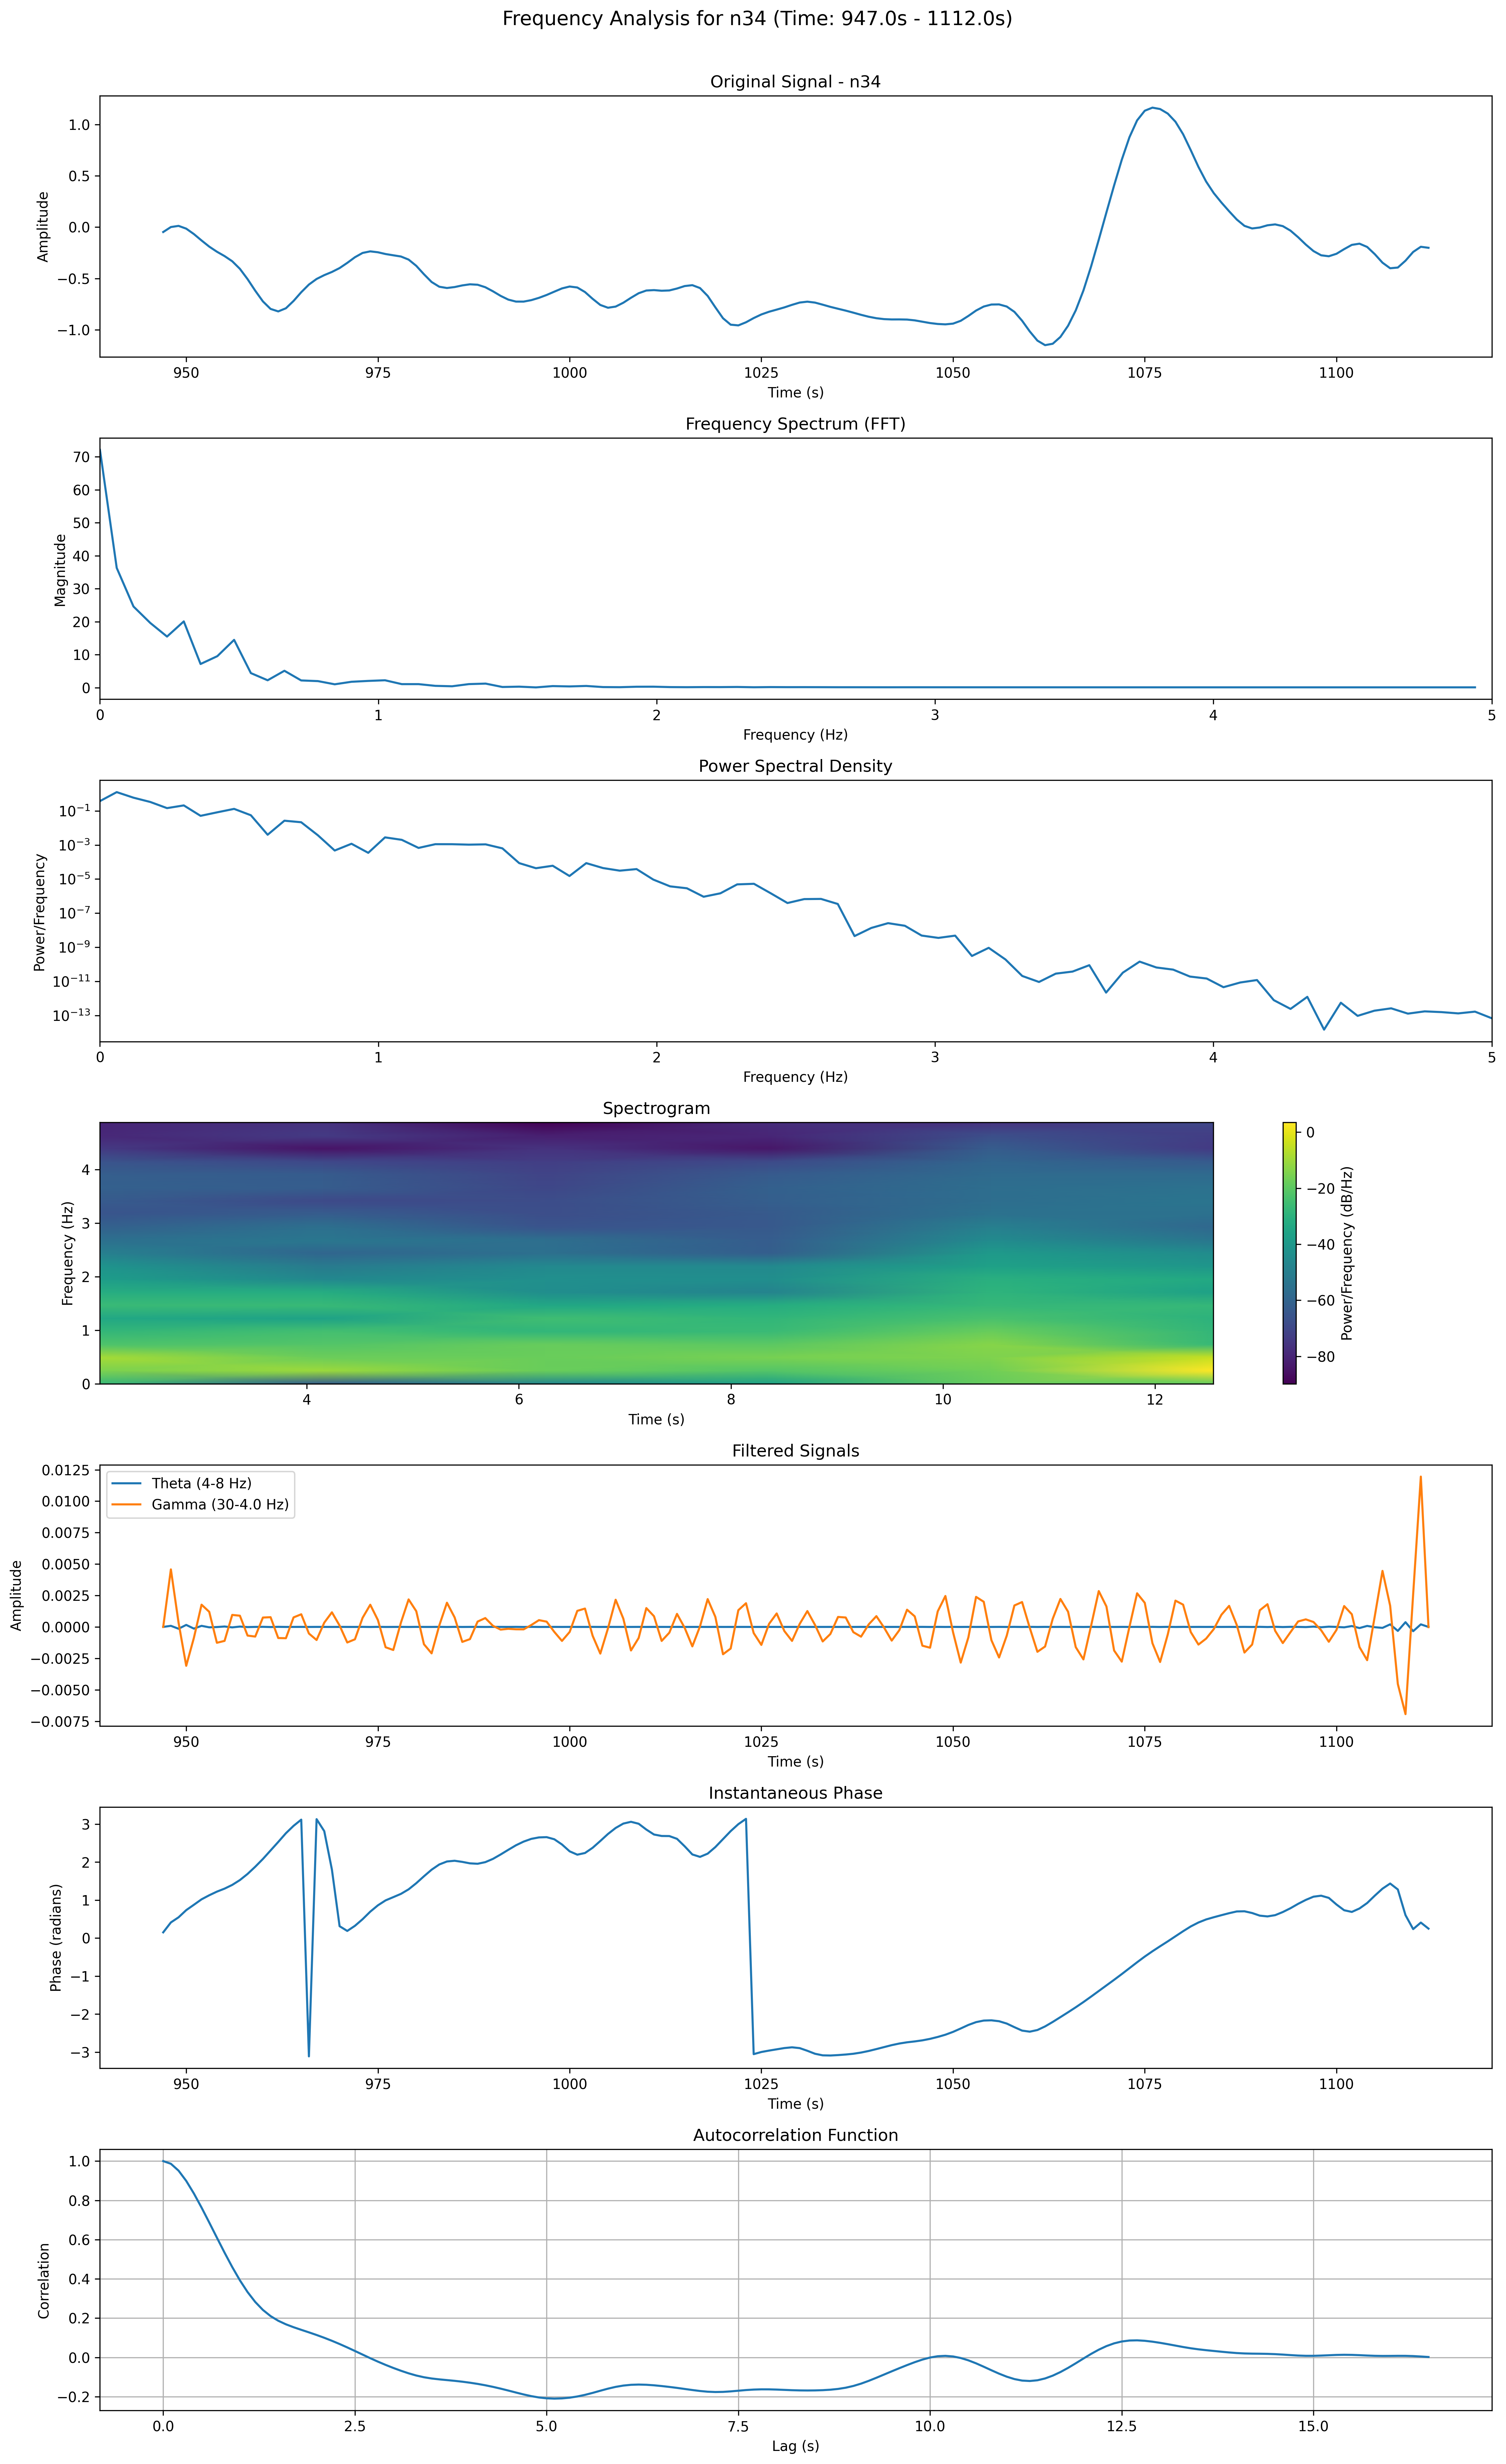 Frequency Analysis for n34 (Time: 947.0s - 1112.0s)
Original Signal - n34
1.0
0.5
0.0
−0.5
−1.0
Amplitude
950 975 1000 1025 1050 1075 1100
Time (s)
Frequency Spectrum (FFT)
70
60
50
40
30
20
10
0
Magnitude
0 1 2 3 4 5
Frequency (Hz)
Power Spectral Density
10⁻¹
10⁻³
10⁻⁵
10⁻⁷
10⁻⁹
10⁻¹¹
10⁻¹³
Power/Frequency
0 1 2 3 4 5
Frequency (Hz)
Spectrogram
4
3
2
1
0
Frequency (Hz)
4 6 8 10 12
Time (s)
0
−20
−40
−60
−80
Power/Frequency (dB/Hz)
Filtered Signals
Theta (4-8 Hz)
Gamma (30-4.0 Hz)
0.0125
0.0100
0.0075
0.0050
0.0025
0.0000
−0.0025
−0.0050
−0.0075
Amplitude
950 975 1000 1025 1050 1075 1100
Time (s)
Instantaneous Phase
3
2
1
0
−1
−2
−3
Phase (radians)
950 975 1000 1025 1050 1075 1100
Time (s)
Autocorrelation Function
1.0
0.8
0.6
0.4
0.2
0.0
−0.2
Correlation
0.0 2.5 5.0 7.5 10.0 12.5 15.0
Lag (s)